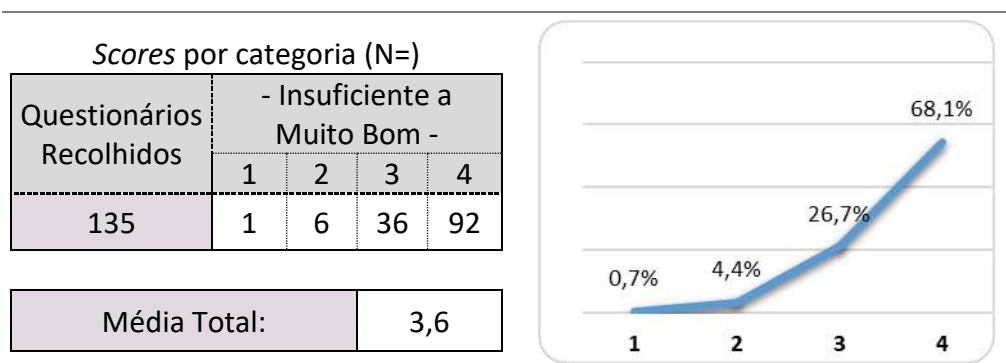 Scores por categoria (N=)
Questionários Recolhidos
- Insuficiente a
Muito Bom -
1 2 3 4
135 1 6 36 92
Média Total: 3,6
68,1%
26,7%
4,4%
0,7%
1 2 3 4